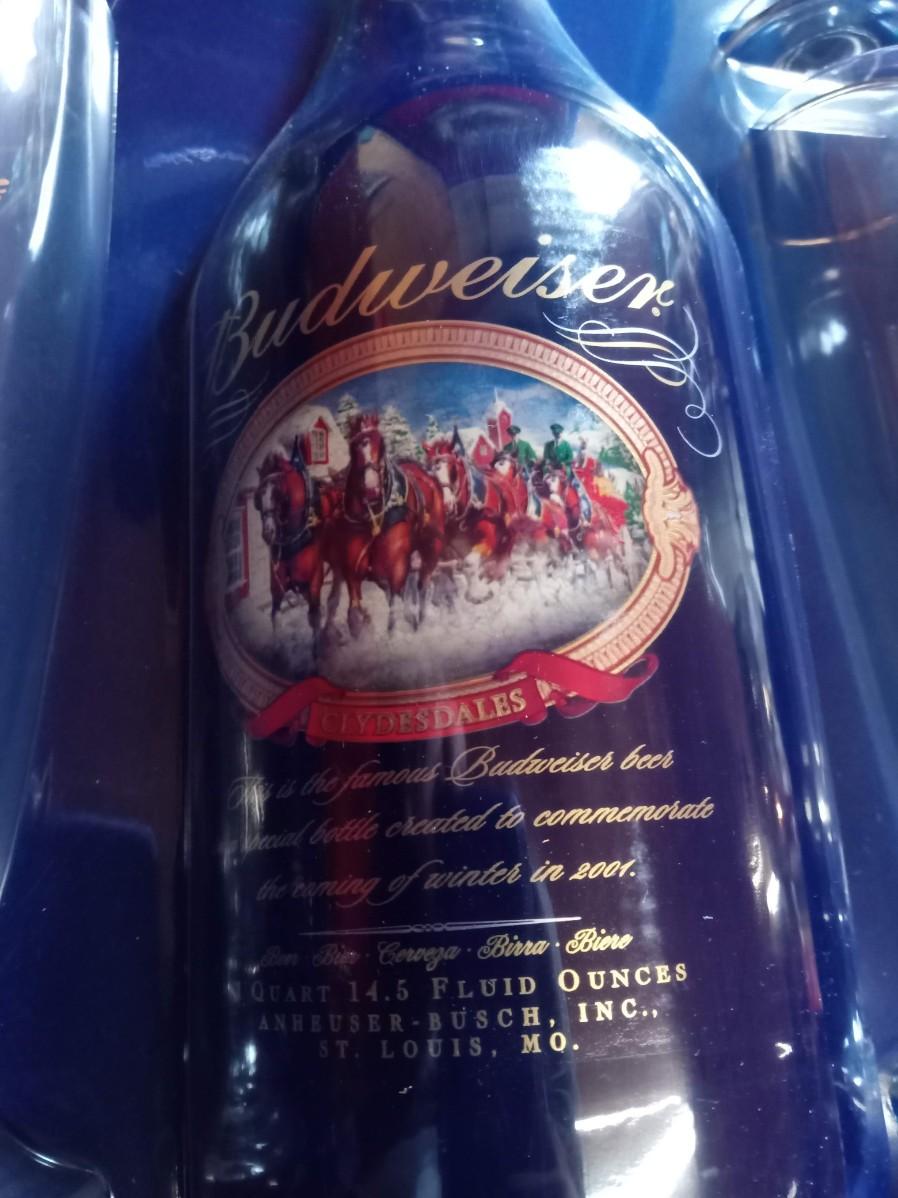 Budweiser
CLYDESDALES
This is the famous Budweiser beer
special bottle created to commemorate
the coming of winter in 2001.
Beer · Bier · Cerveza · Birra · Biere
QUART 14.5 FLUID OUNCES
ANHEUSER-BUSCH, INC.,
ST. LOUIS, MO.